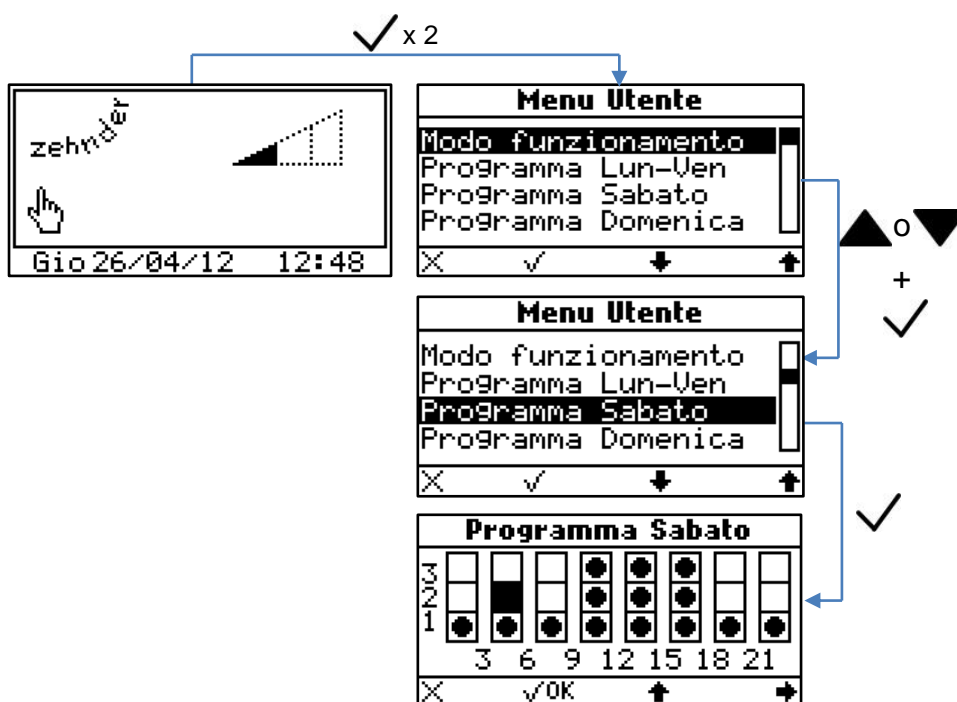 x 2
zehnder
Gio 26/04/12 12:48
Menu Utente
Modo funzionamento
Programma Lun-Ven
Programma Sabato
Programma Domenica
o
+
Menu Utente
Modo funzionamento
Programma Lun-Ven
Programma Sabato
Programma Domenica
Programma Sabato
3
2
1
3 6 9 12 15 18 21
OK